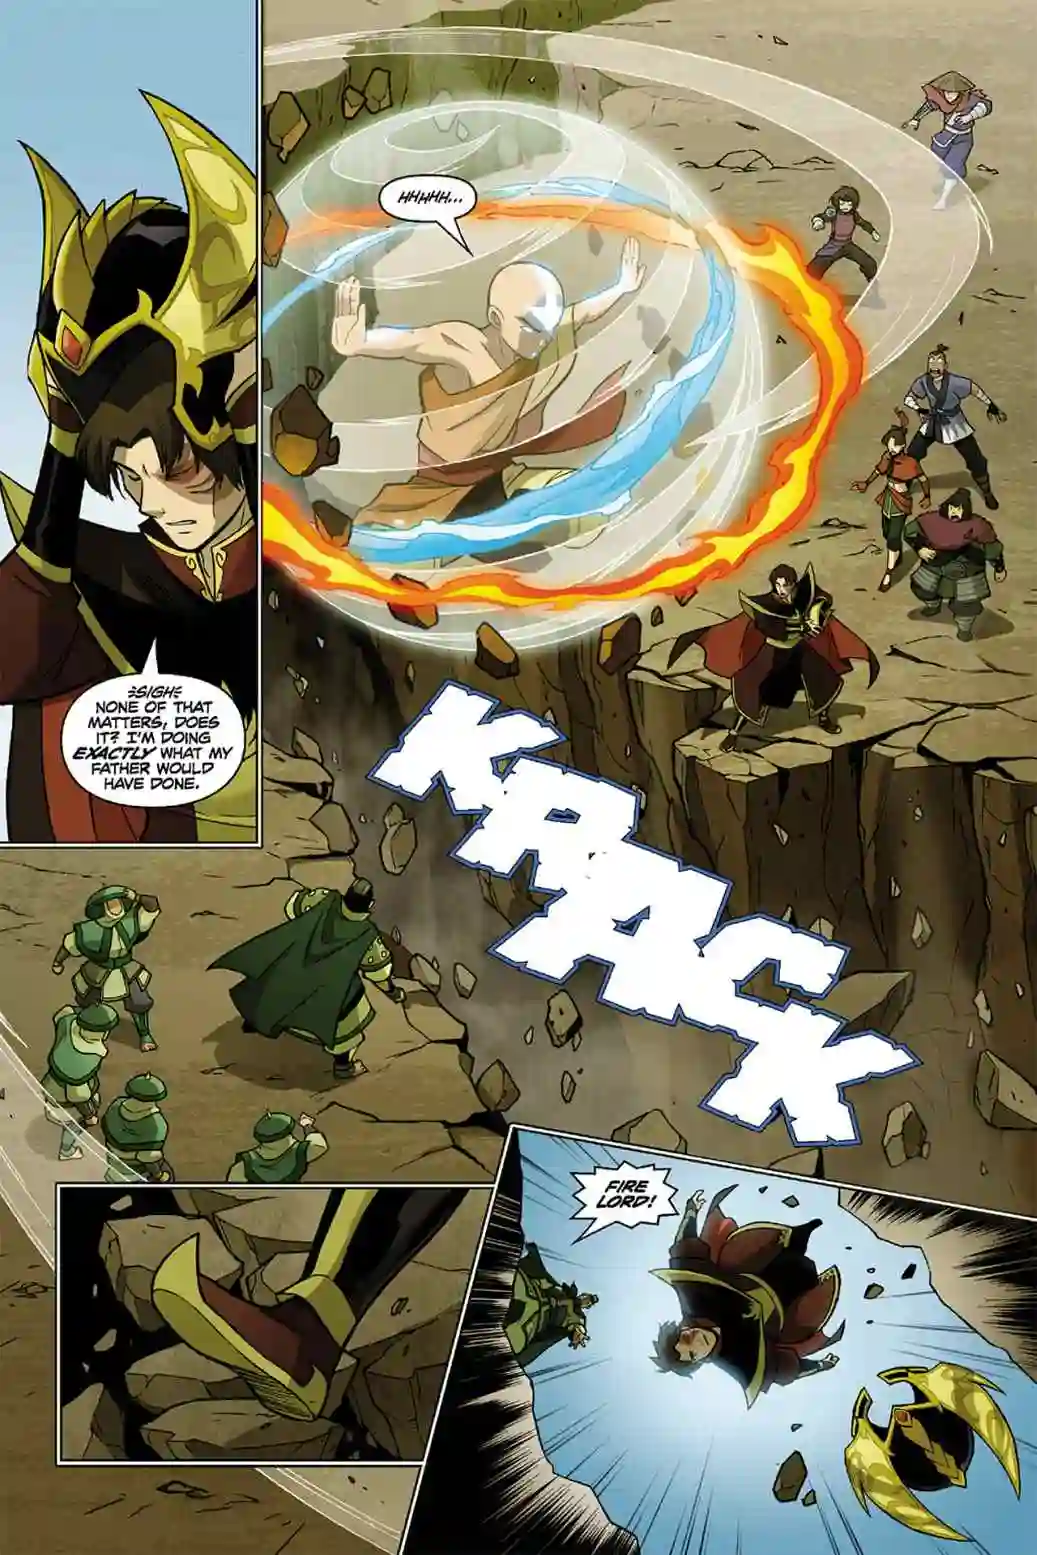 *SIGH*
NONE OF THAT
MATTERS, DOES
IT? I'M DOING
EXACTLY WHAT MY
FATHER WOULD
HAVE DONE.
HHHHH...
KRACK
FIRE
LORD!